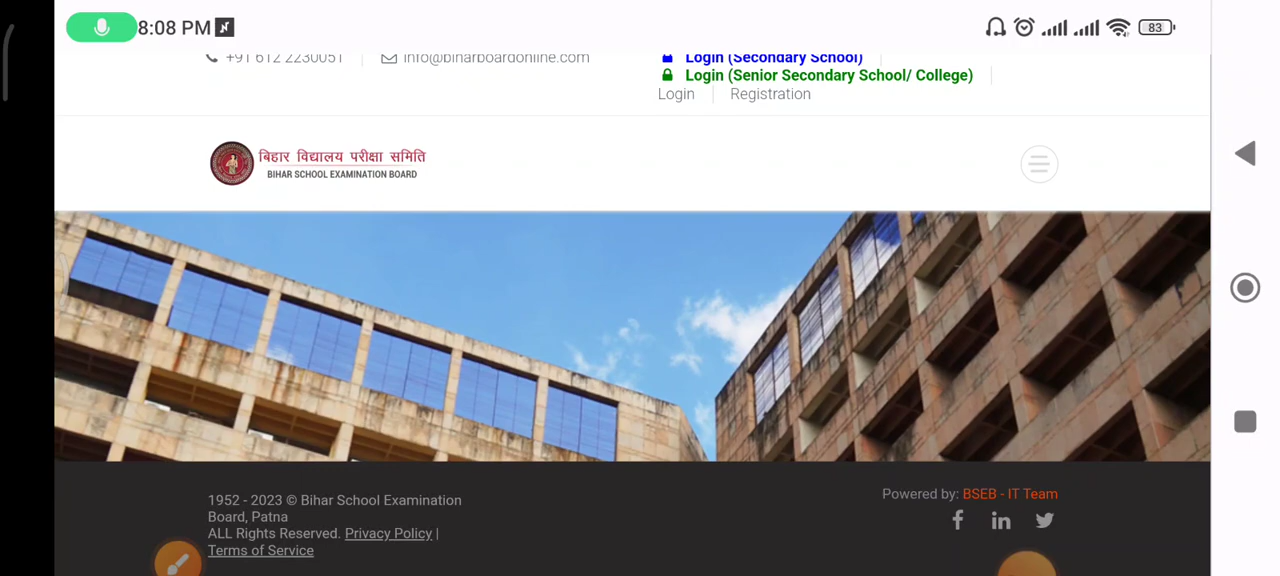 8:08 PM
83
+91 612 2230051
info@biharboardonline.com
Login (Secondary School)
Login (Senior Secondary School/ College)
Login
Registration
बिहार विद्यालय परीक्षा समिति
BIHAR SCHOOL EXAMINATION BOARD
1952 - 2023 © Bihar School Examination
Board, Patna
ALL Rights Reserved. Privacy Policy |
Terms of Service
Powered by: BSEB - IT Team